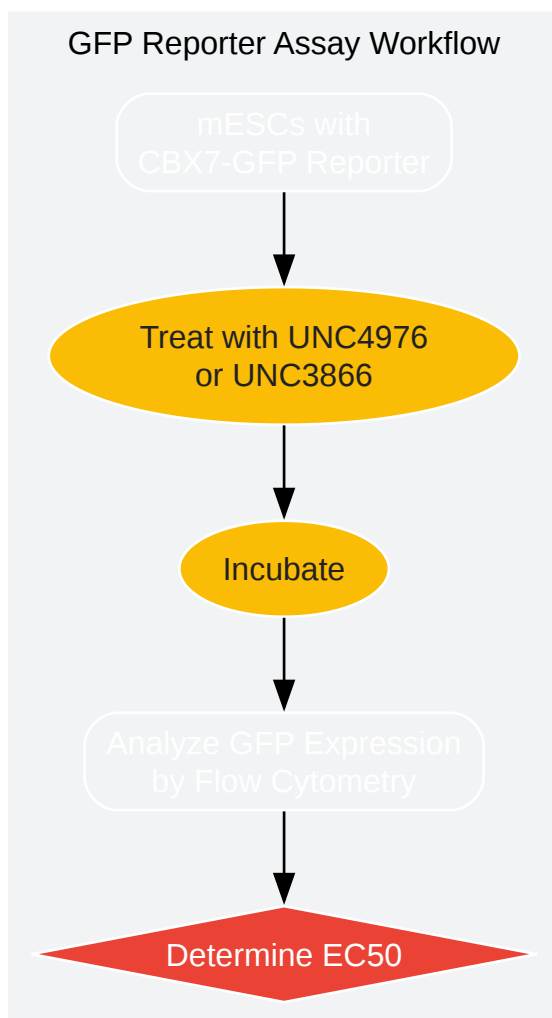 GFP Reporter Assay Workflow
mESCs with
CBX7-GFP Reporter
Treat with UNC4976
or UNC3866
Incubate
Analyze GFP Expression
by Flow Cytometry
Determine EC50